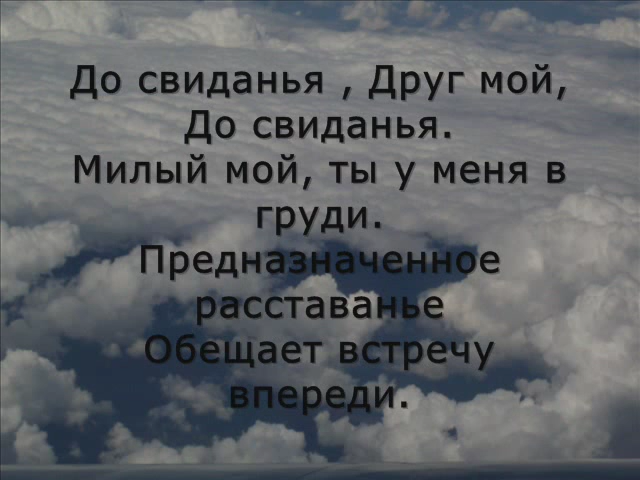 До свиданья , Друг мой,
До свиданья.
Милый мой, ты у меня в
груди.
Предназначенное
расставанье
Обещает встречу
впереди.